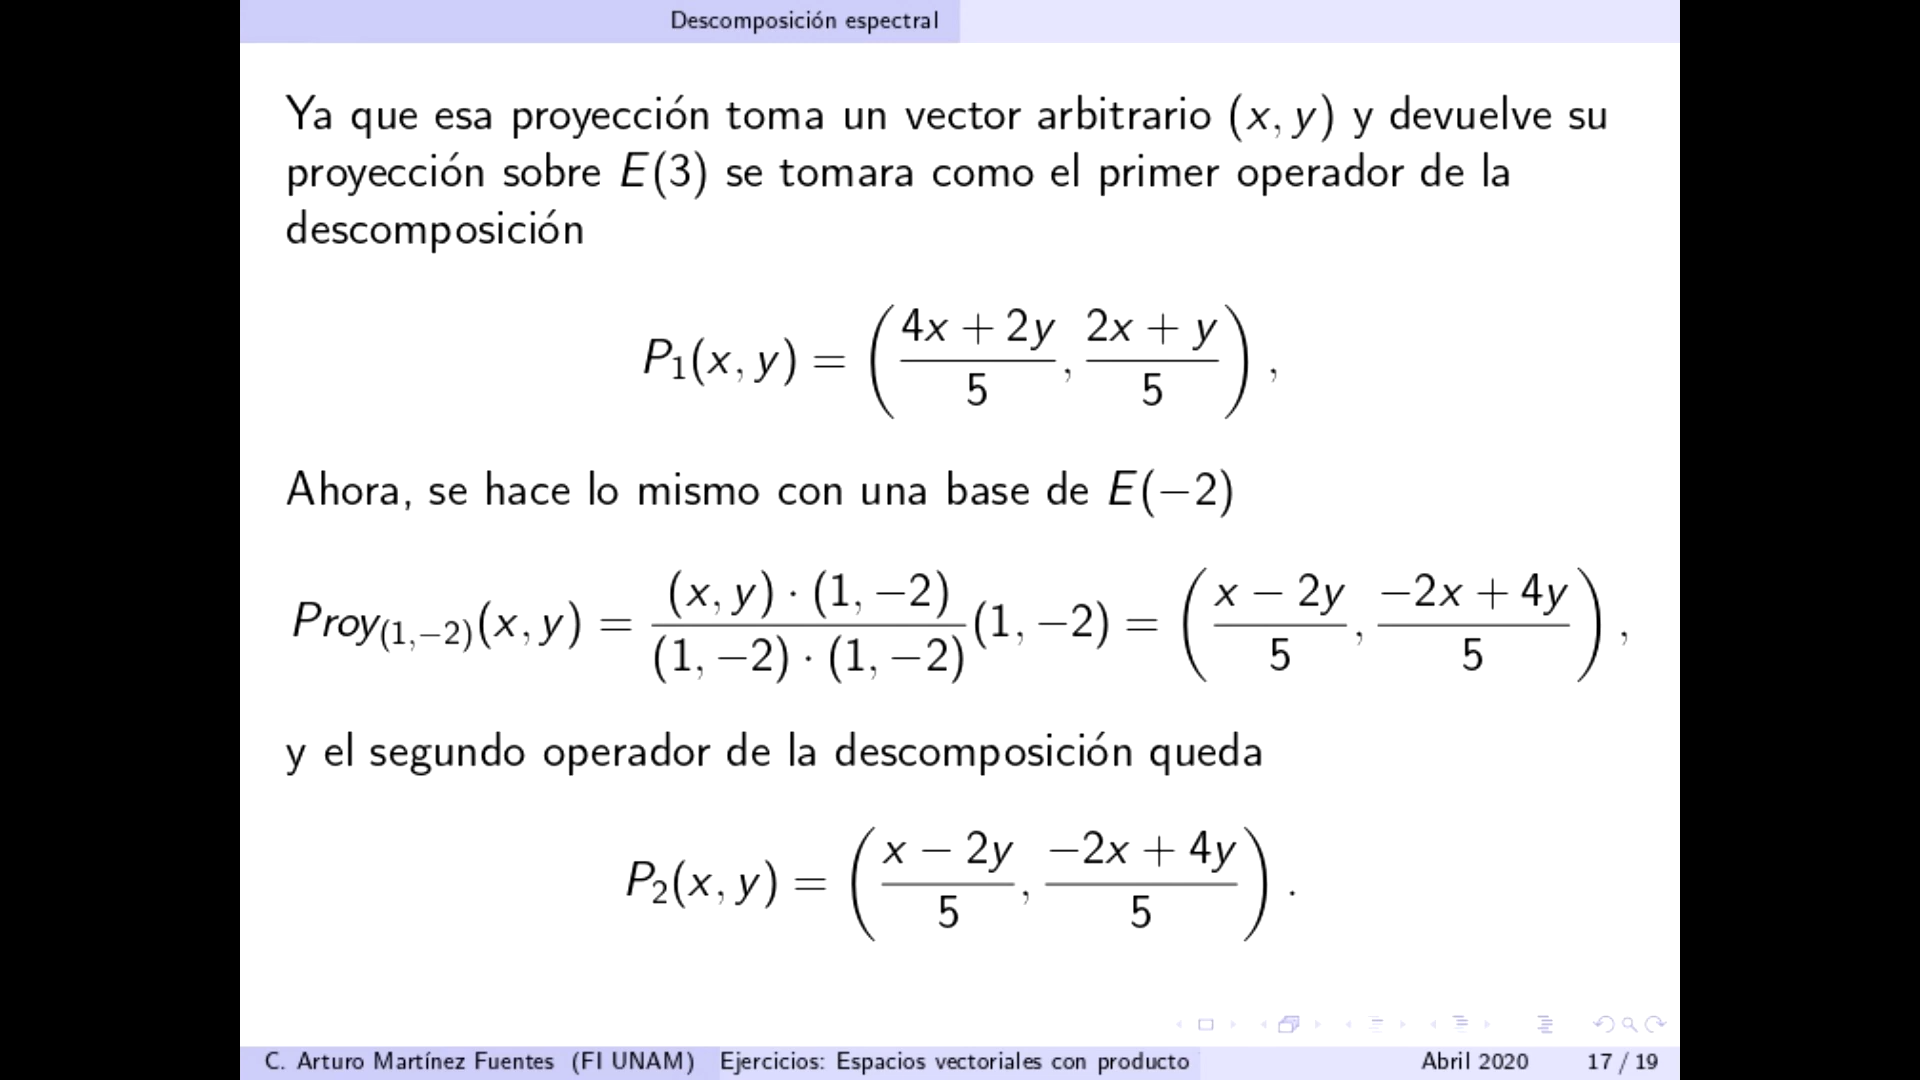 Descomposición espectral
Ya que esa proyección toma un vector arbitrario (x, y) y devuelve su
proyección sobre E(3) se tomara como el primer operador de la
descomposición
P₁(x, y) = ( (4x + 2y)/5 , (2x + y)/5 ) ,
Ahora, se hace lo mismo con una base de E(−2)
Proy₍₁,₋₂₎(x, y) = ((x, y) · (1, −2))/((1, −2) · (1, −2)) (1, −2) = ( (x − 2y)/5 , (−2x + 4y)/5 ) ,
y el segundo operador de la descomposición queda
P₂(x, y) = ( (x − 2y)/5 , (−2x + 4y)/5 ) .
C. Arturo Martínez Fuentes (FI UNAM) Ejercicios: Espacios vectoriales con producto Abril 2020 17 / 19